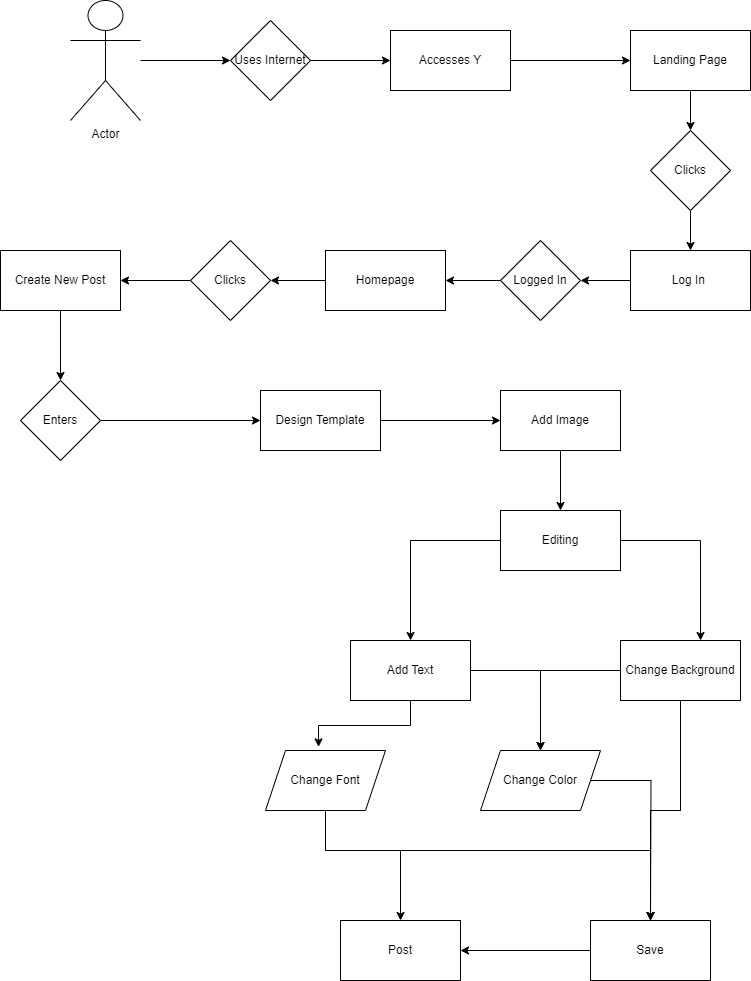 Uses Internet
Accesses Y
Landing Page
Actor
Clicks
Create New Post
Clicks
Homepage
Logged In
Log In
Enters
Design Template
Add Image
Editing
Add Text
Change Background
Change Font
Change Color
Post
Save